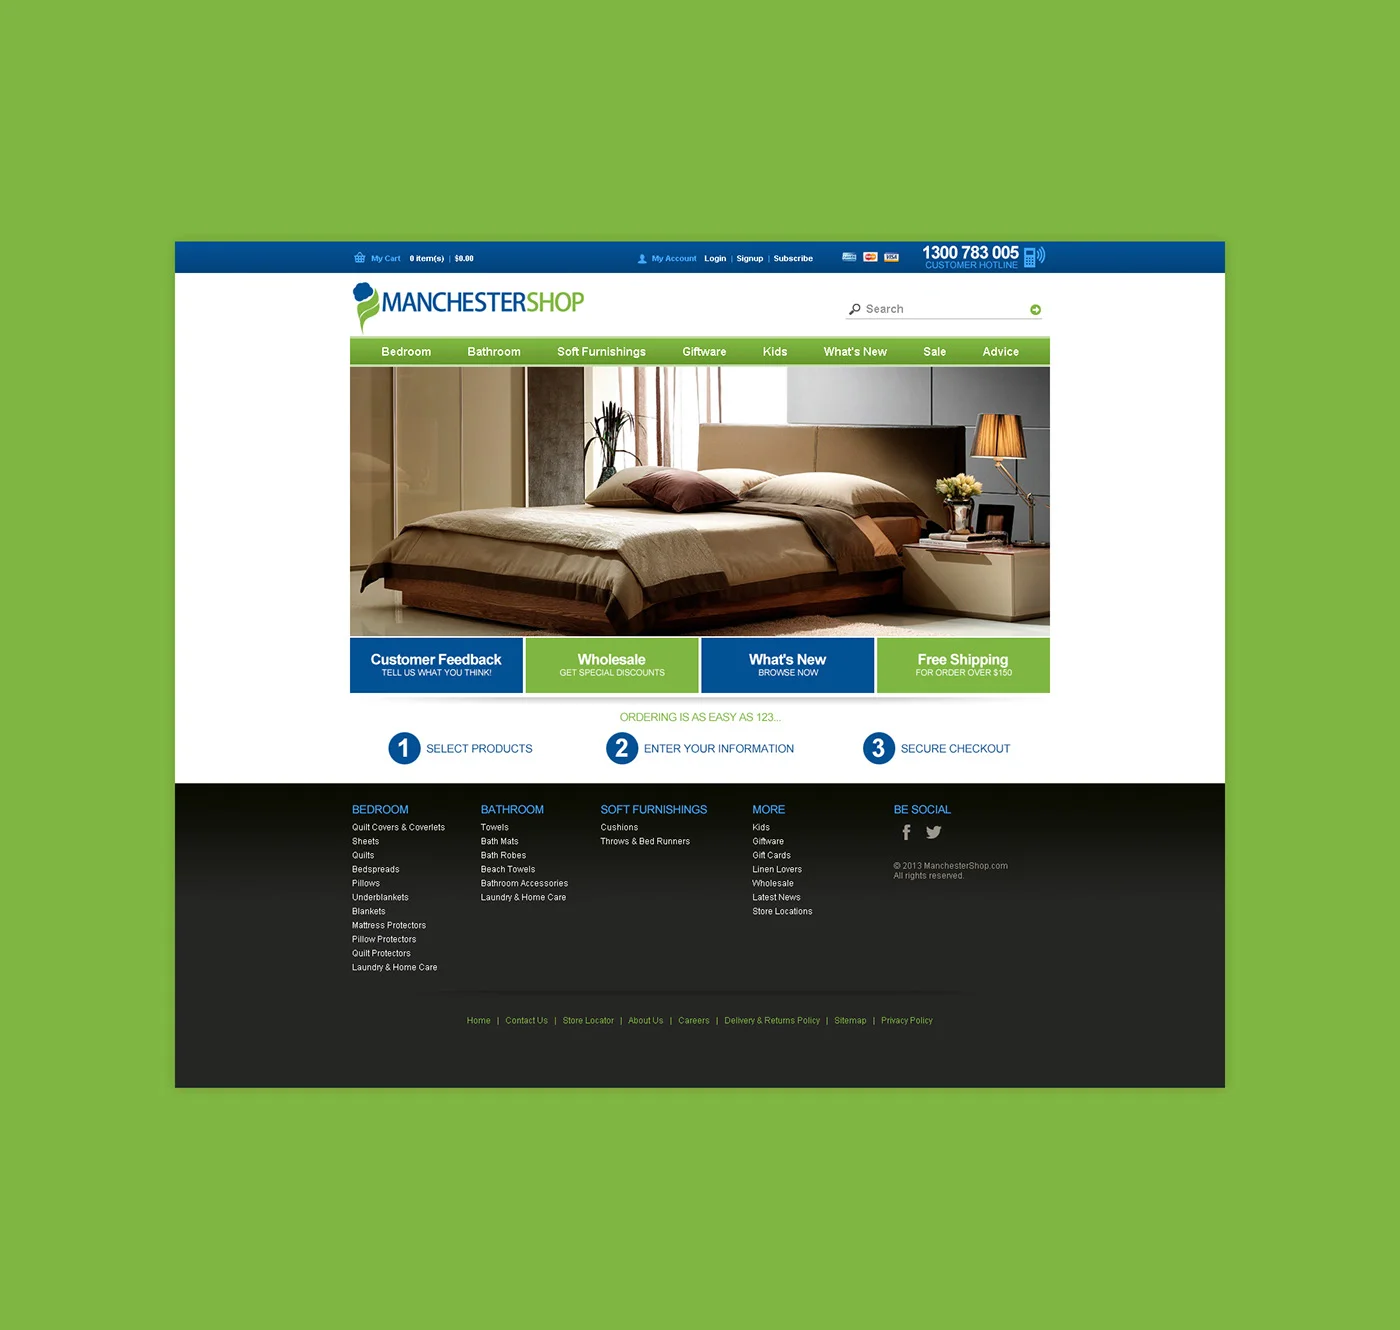 My Cart 0 item(s) | $0.00
My Account Login | Signup | Subscribe
VISA
1300 783 005
CUSTOMER HOTLINE
MANCHESTERSHOP
Search
Bedroom Bathroom Soft Furnishings Giftware Kids What's New Sale Advice
Customer Feedback
TELL US WHAT YOU THINK!
Wholesale
GET SPECIAL DISCOUNTS
What's New
BROWSE NOW
Free Shipping
FOR ORDER OVER $150
ORDERING IS AS EASY AS 123...
1 SELECT PRODUCTS
2 ENTER YOUR INFORMATION
3 SECURE CHECKOUT
BEDROOM
Quilt Covers & Coverlets
Sheets
Quilts
Bedspreads
Pillows
Underblankets
Blankets
Mattress Protectors
Pillow Protectors
Quilt Protectors
Laundry & Home Care
BATHROOM
Towels
Bath Mats
Bath Robes
Beach Towels
Bathroom Accessories
Laundry & Home Care
SOFT FURNISHINGS
Cushions
Throws & Bed Runners
MORE
Kids
Giftware
Gift Cards
Linen Lovers
Wholesale
Latest News
Store Locations
BE SOCIAL
© 2013 ManchesterShop.com
All rights reserved.
Home | Contact Us | Store Locator | About Us | Careers | Delivery & Returns Policy | Sitemap | Privacy Policy